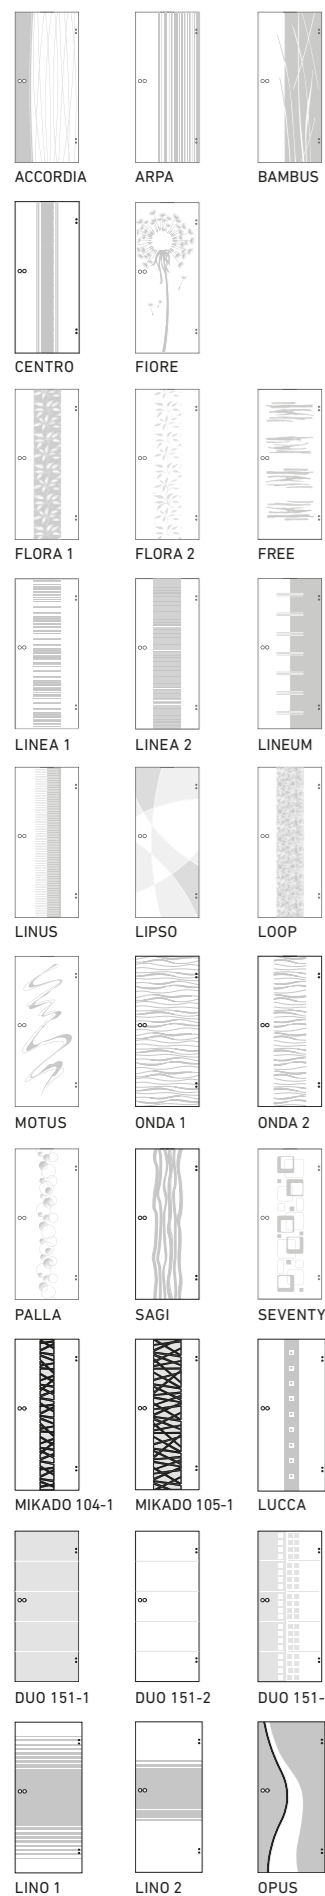 ACCORDIA ARPA BAMBUS
CENTRO FIORE
FLORA 1 FLORA 2 FREE
LINEA 1 LINEA 2 LINEUM
LINUS LIPSO LOOP
MOTUS ONDA 1 ONDA 2
PALLA SAGI SEVENTY
MIKADO 104-1 MIKADO 105-1 LUCCA
DUO 151-1 DUO 151-2 DUO 151-
LINO 1 LINO 2 OPUS